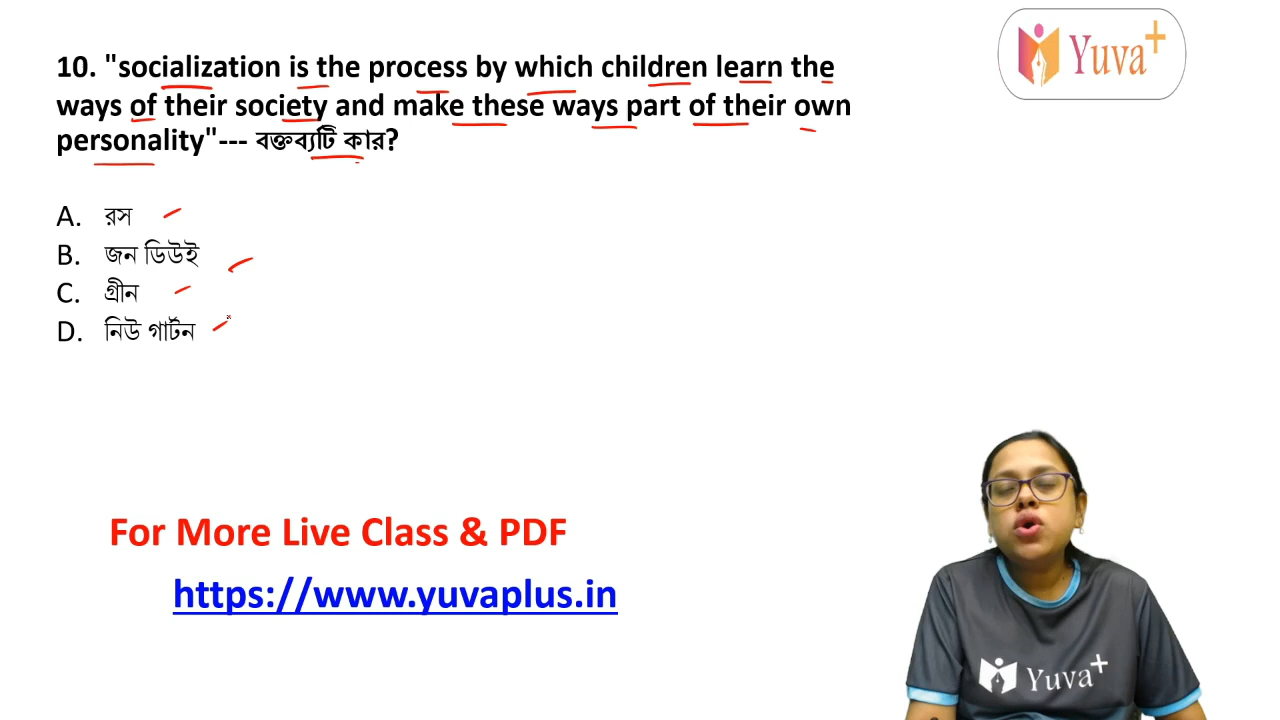 10. "socialization is the process by which children learn the
ways of their society and make these ways part of their own
personality"--- বক্তব্যটি কার?
Yuva+
A. রস
B. জন ডিউই
C. গ্রীন
D. নিউ গার্টন
For More Live Class & PDF
https://www.yuvaplus.in
Yuva+